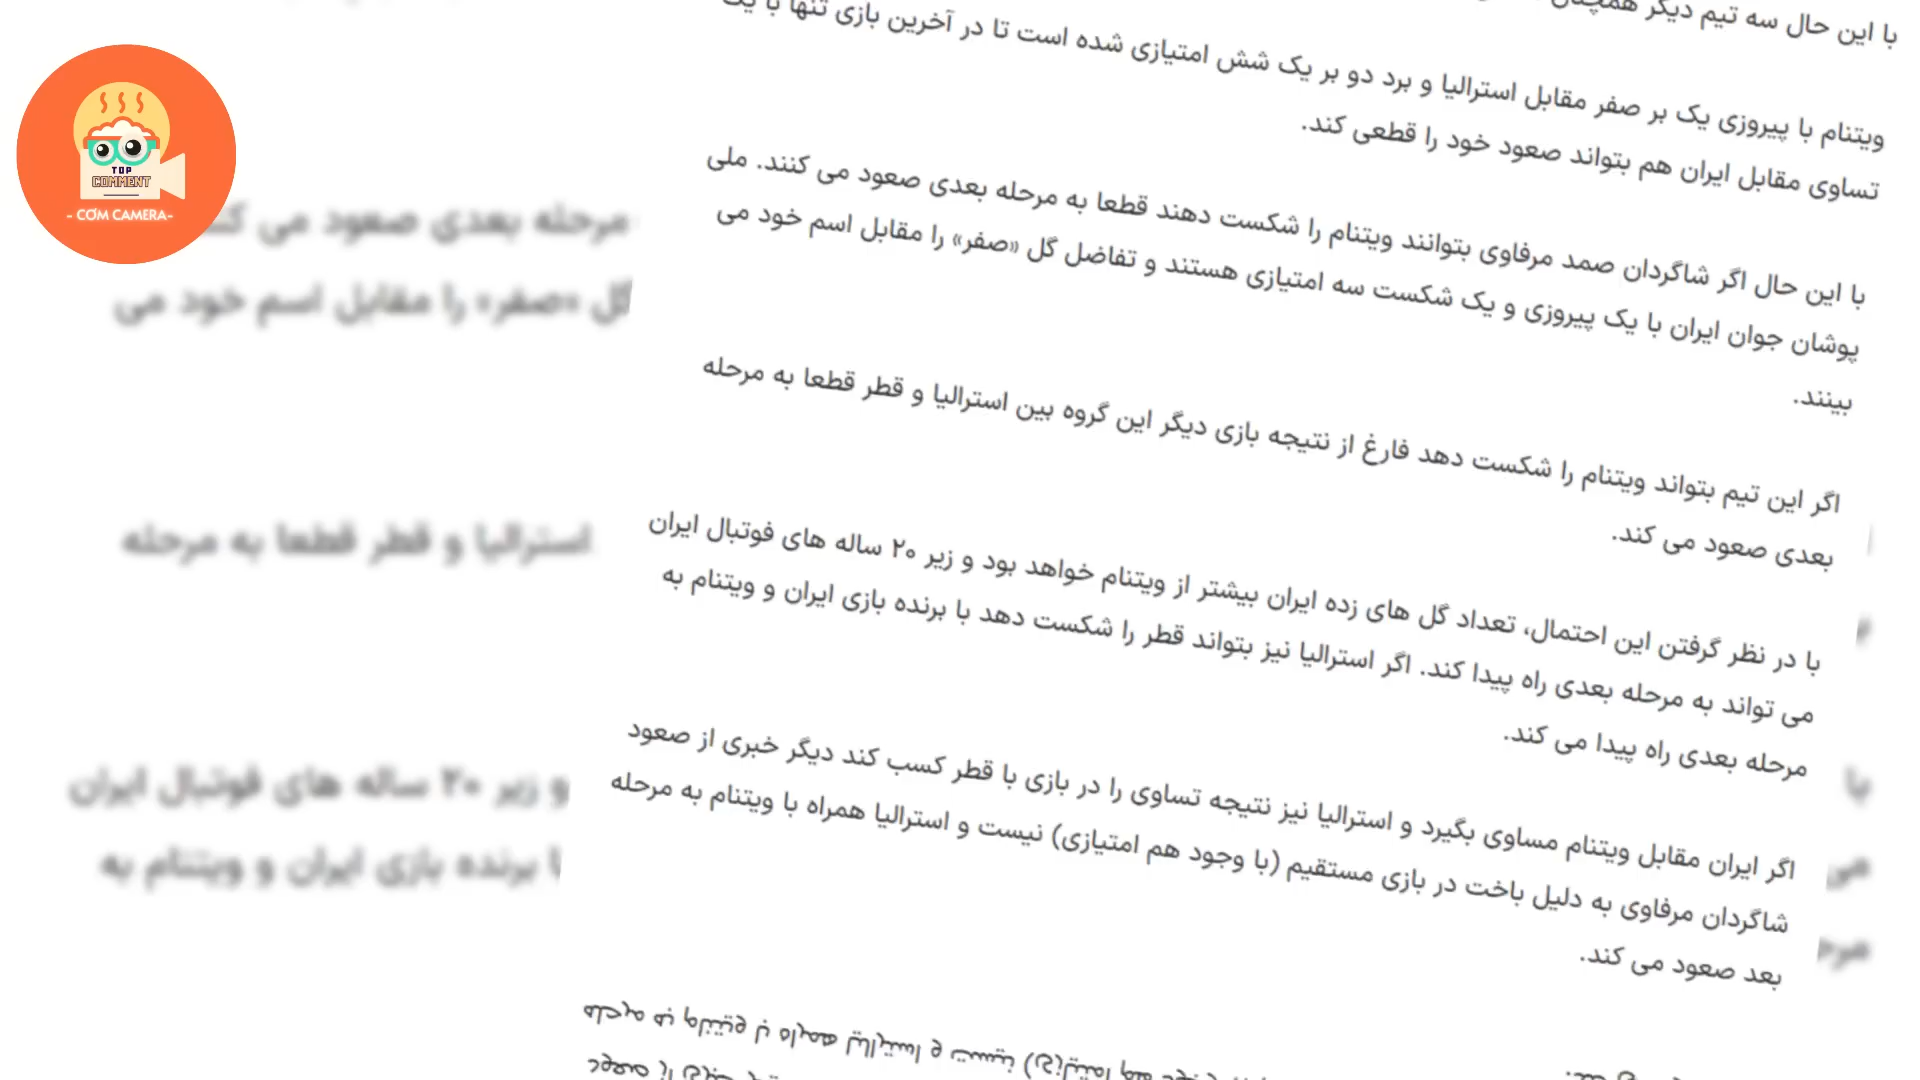 TOP
COMMENT
- CƠM CAMERA-
با این حال سه تیم دیگر همچنان
ویتنام با پیروزی یک بر صفر مقابل استرالیا و برد دو بر یک شش امتیازی شده است تا در آخرین بازی تنها با یک
تساوی مقابل ایران هم بتواند صعود خود را قطعی کند.
با این حال اگر شاگردان صمد مرفاوی بتوانند ویتنام را شکست دهند قطعا به مرحله بعدی صعود می کنند. ملی
پوشان جوان ایران با یک پیروزی و یک شکست سه امتیازی هستند و تفاضل گل «صفر» را مقابل اسم خود می
بینند.
اگر این تیم بتواند ویتنام را شکست دهد فارغ از نتیجه بازی دیگر این گروه بین استرالیا و قطر قطعا به مرحله
بعدی صعود می کند.
با در نظر گرفتن این احتمال، تعداد گل های زده ایران بیشتر از ویتنام خواهد بود و زیر ۲۰ ساله های فوتبال ایران
می تواند به مرحله بعدی راه پیدا کند. اگر استرالیا نیز بتواند قطر را شکست دهد با برنده بازی ایران و ویتنام به
مرحله بعدی راه پیدا می کند.
اگر ایران مقابل ویتنام مساوی بگیرد و استرالیا نیز نتیجه تساوی را در بازی با قطر کسب کند دیگر خبری از صعود
شاگردان مرفاوی به دلیل باخت در بازی مستقیم (با وجود هم امتیازی) نیست و استرالیا همراه با ویتنام به مرحله
بعد صعود می کند.
مرحله بعدی صعود می کنند
گل «صفر» را مقابل اسم خود می
استرالیا و قطر قطعا به مرحله
و زیر ۲۰ ساله های فوتبال ایران
برنده بازی ایران و ویتنام به
با
می